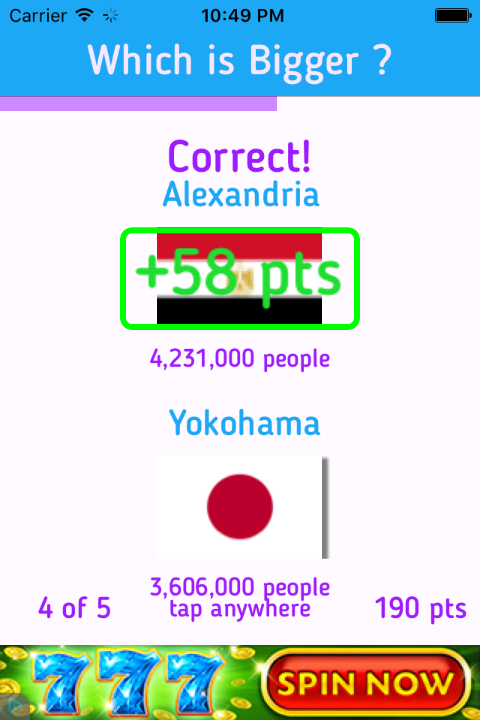 Carrier 10:49 PM
Which is Bigger ?
Correct!
Alexandria
+58 pts
4,231,000 people
Yokohama
3,606,000 people
4 of 5 tap anywhere 190 pts
777 SPIN NOW